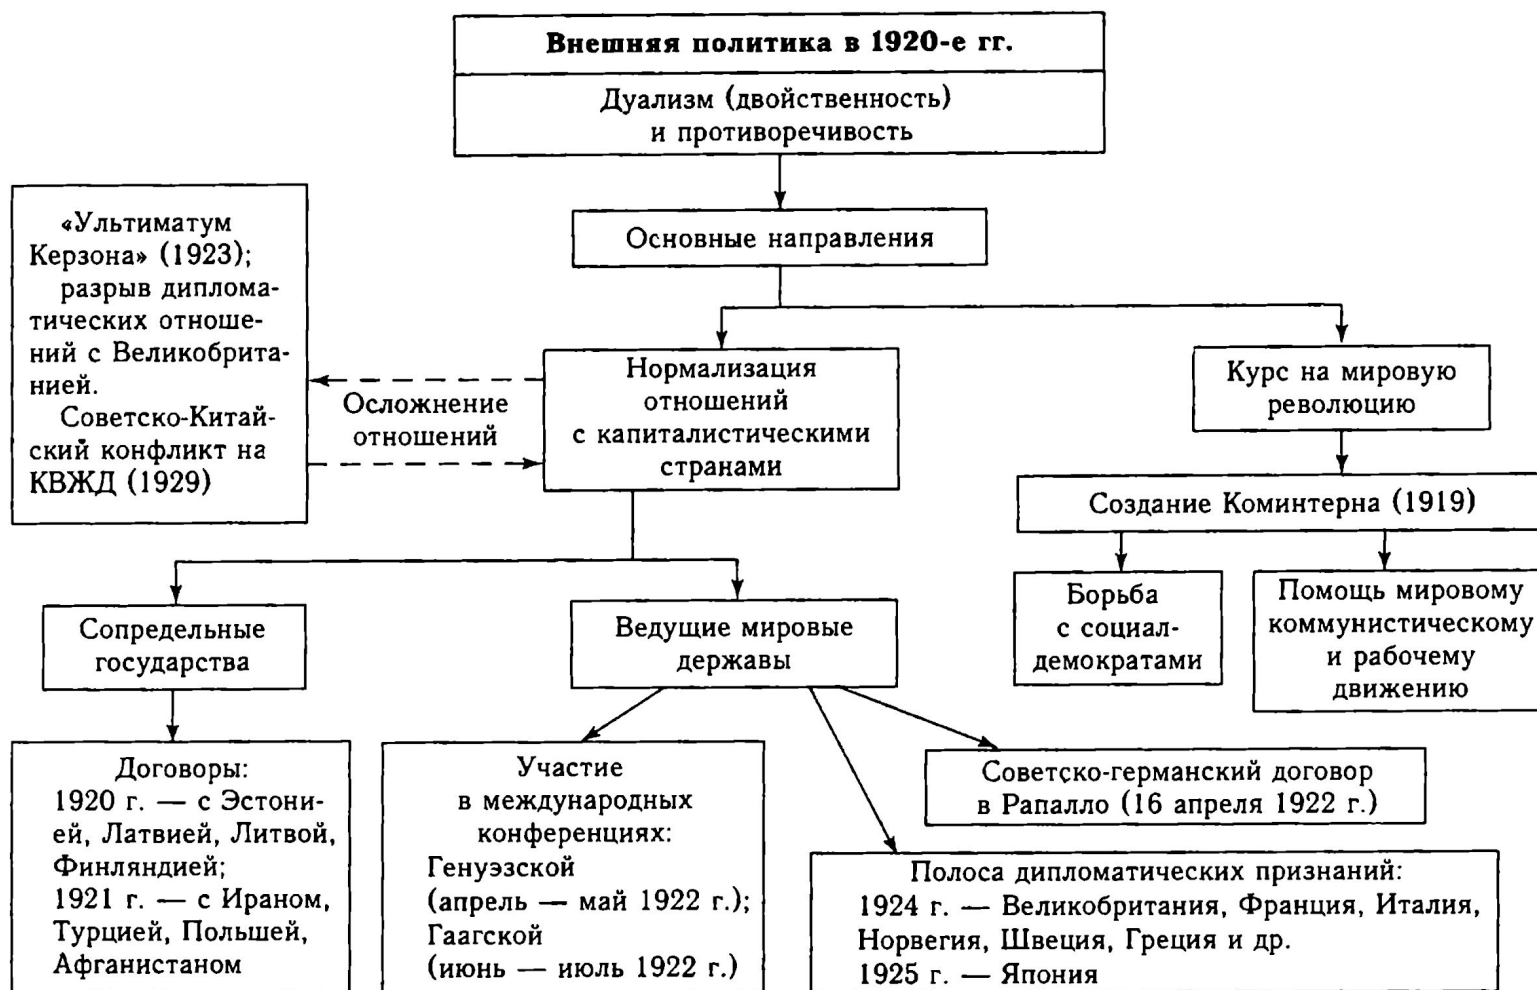 Внешняя политика в 1920-е гг.
Дуализм (двойственность)
и противоречивость
Основные направления
«Ультиматум
Керзона» (1923);
разрыв диплома-
тических отноше-
ний с Великобрита-
нией.
Советско-Китай-
ский конфликт на
КВЖД (1929)
Осложнение
отношений
Нормализация
отношений
с капиталистическими
странами
Курс на мировую
революцию
Создание Коминтерна (1919)
Борьба
с социал-
демократами
Помощь мировому
коммунистическому
и рабочему
движению
Сопредельные
государства
Ведущие мировые
державы
Договоры:
1920 г. — с Эстони-
ей, Латвией, Литвой,
Финляндией;
1921 г. — с Ираном,
Турцией, Польшей,
Афганистаном
Участие
в международных
конференциях:
Генуэзской
(апрель — май 1922 г.);
Гаагской
(июнь — июль 1922 г.)
Советско-германский договор
в Рапалло (16 апреля 1922 г.)
Полоса дипломатических признаний:
1924 г. — Великобритания, Франция, Италия,
Норвегия, Швеция, Греция и др.
1925 г. — Япония